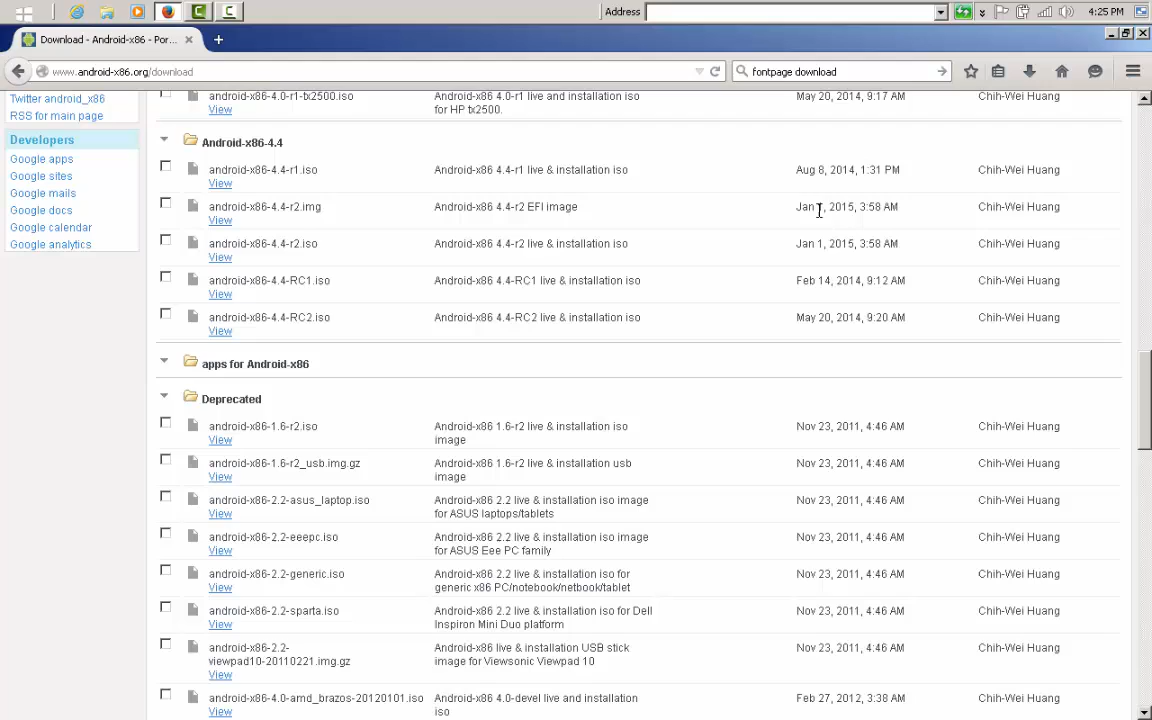 Address
4:25 PM
Download - Android-x86 - Por...
www.android-x86.org/download
fontpage download
Twitter android_x86
RSS for main page
Developers
Google apps
Google sites
Google mails
Google docs
Google calendar
Google analytics
android-x86-4.0-r1-tx2500.iso Android-x86 4.0-r1 live and installation iso May 20, 2014, 9:17 AM Chih-Wei Huang
View for HP tx2500.
Android-x86-4.4
android-x86-4.4-r1.iso Android-x86 4.4-r1 live & installation iso Aug 8, 2014, 1:31 PM Chih-Wei Huang
View
android-x86-4.4-r2.img Android-x86 4.4-r2 EFI image Jan 1, 2015, 3:58 AM Chih-Wei Huang
View
android-x86-4.4-r2.iso Android-x86 4.4-r2 live & installation iso Jan 1, 2015, 3:58 AM Chih-Wei Huang
View
android-x86-4.4-RC1.iso Android-x86 4.4-RC1 live & installation iso Feb 14, 2014, 9:12 AM Chih-Wei Huang
View
android-x86-4.4-RC2.iso Android-x86 4.4-RC2 live & installation iso May 20, 2014, 9:20 AM Chih-Wei Huang
View
apps for Android-x86
Deprecated
android-x86-1.6-r2.iso Android-x86 1.6-r2 live & installation iso Nov 23, 2011, 4:46 AM Chih-Wei Huang
View image
android-x86-1.6-r2_usb.img.gz Android-x86 1.6-r2 live & installation usb Nov 23, 2011, 4:46 AM Chih-Wei Huang
View image
android-x86-2.2-asus_laptop.iso Android-x86 2.2 live & installation iso image Nov 23, 2011, 4:46 AM Chih-Wei Huang
View for ASUS laptops/tablets
android-x86-2.2-eeepc.iso Android-x86 2.2 live & installation iso image Nov 23, 2011, 4:46 AM Chih-Wei Huang
View for ASUS Eee PC family
android-x86-2.2-generic.iso Android-x86 2.2 live & installation iso for Nov 23, 2011, 4:46 AM Chih-Wei Huang
View generic x86 PC/notebook/netbook/tablet
android-x86-2.2-sparta.iso Android-x86 2.2 live & installation iso for Dell Nov 23, 2011, 4:46 AM Chih-Wei Huang
View Inspiron Mini Duo platform
android-x86-2.2- Android-x86 live & installation USB stick Nov 23, 2011, 4:46 AM Chih-Wei Huang
viewpad10-20110221.img.gz image for Viewsonic Viewpad 10
View
android-x86-4.0-amd_brazos-20120101.iso Android-x86 4.0-devel live and installation Feb 27, 2012, 3:38 AM Chih-Wei Huang
View iso